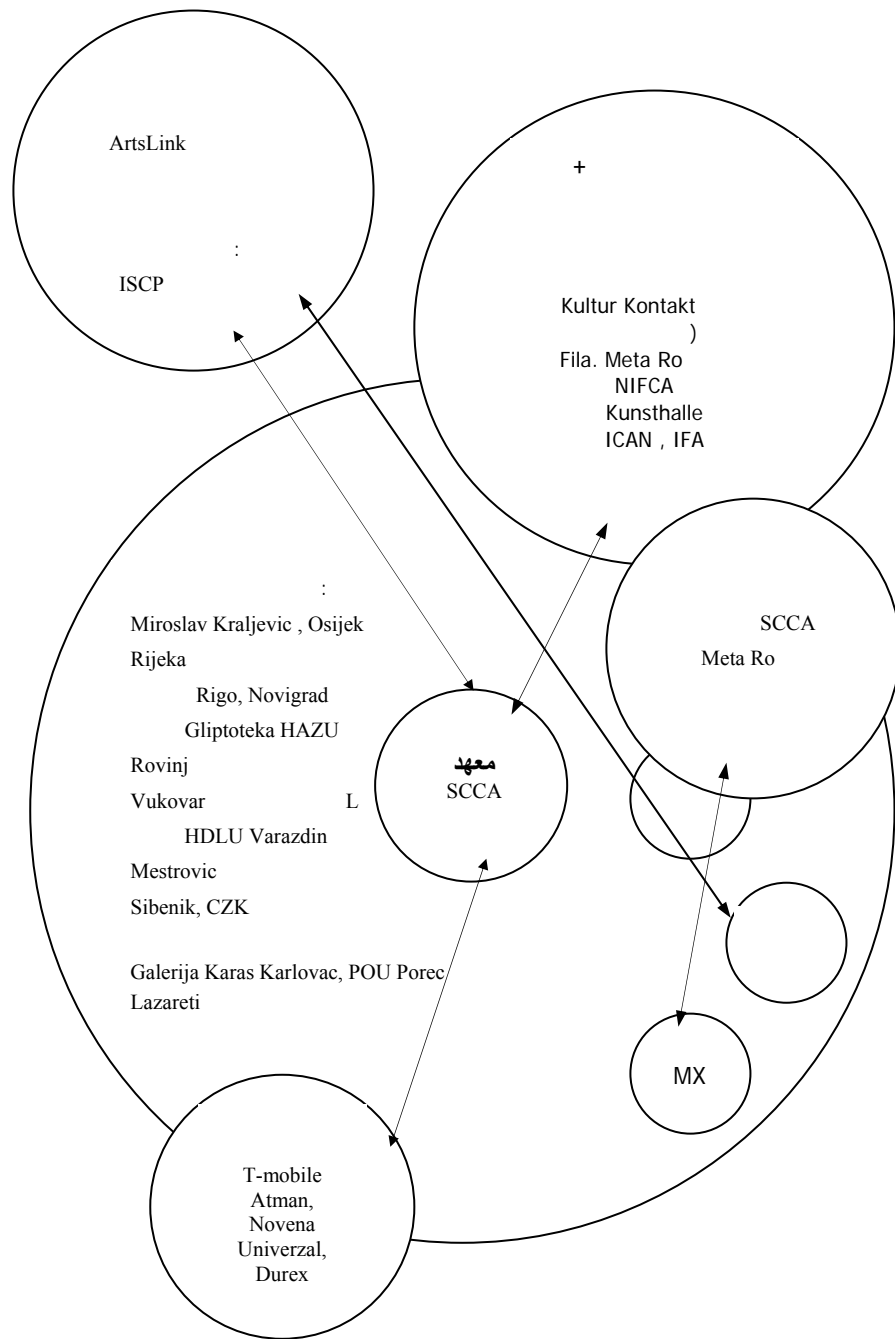 ArtsLink
:
ISCP
+
Kultur Kontakt
)
Fila. Meta Ro
NIFCA
Kunsthalle
ICAN , IFA
SCCA
Meta Ro
:
Miroslav Kraljevic , Osijek
Rijeka
Rigo, Novigrad
Gliptoteka HAZU
Rovinj
Vukovar L
HDLU Varazdin
Mestrovic
Sibenik, CZK
Galerija Karas Karlovac, POU Porec
Lazareti
معهد
SCCA
MX
T-mobile
Atman,
Novena
Univerzal,
Durex